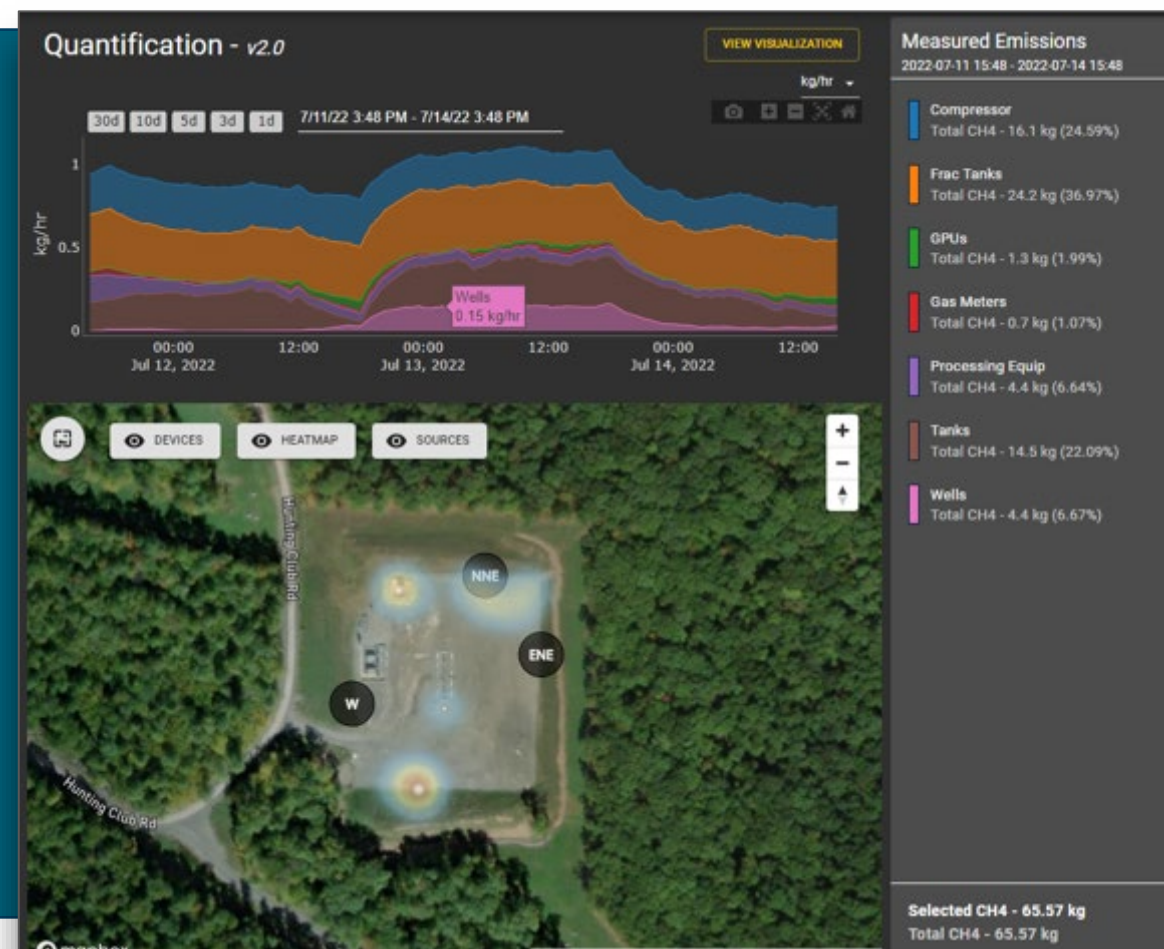 Quantification - v2.0
VIEW VISUALIZATION
kg/hr
30d 10d 5d 3d 1d 7/11/22 3:48 PM - 7/14/22 3:48 PM
1
0.5
0
kg/hr
Wells
0.15 kg/hr
00:00 12:00 00:00 12:00 00:00 12:00
Jul 12, 2022 Jul 13, 2022 Jul 14, 2022
DEVICES HEATMAP SOURCES
+
−
Hunting Club Rd
NNE
ENE
W
Hunting Club Rd
mapbox
Measured Emissions
2022-07-11 15:48 - 2022-07-14 15:48
Compressor
Total CH4 - 16.1 kg (24.59%)
Frac Tanks
Total CH4 - 24.2 kg (36.97%)
GPUs
Total CH4 - 1.3 kg (1.99%)
Gas Meters
Total CH4 - 0.7 kg (1.07%)
Processing Equip
Total CH4 - 4.4 kg (6.64%)
Tanks
Total CH4 - 14.5 kg (22.09%)
Wells
Total CH4 - 4.4 kg (6.67%)
Selected CH4 - 65.57 kg
Total CH4 - 65.57 kg